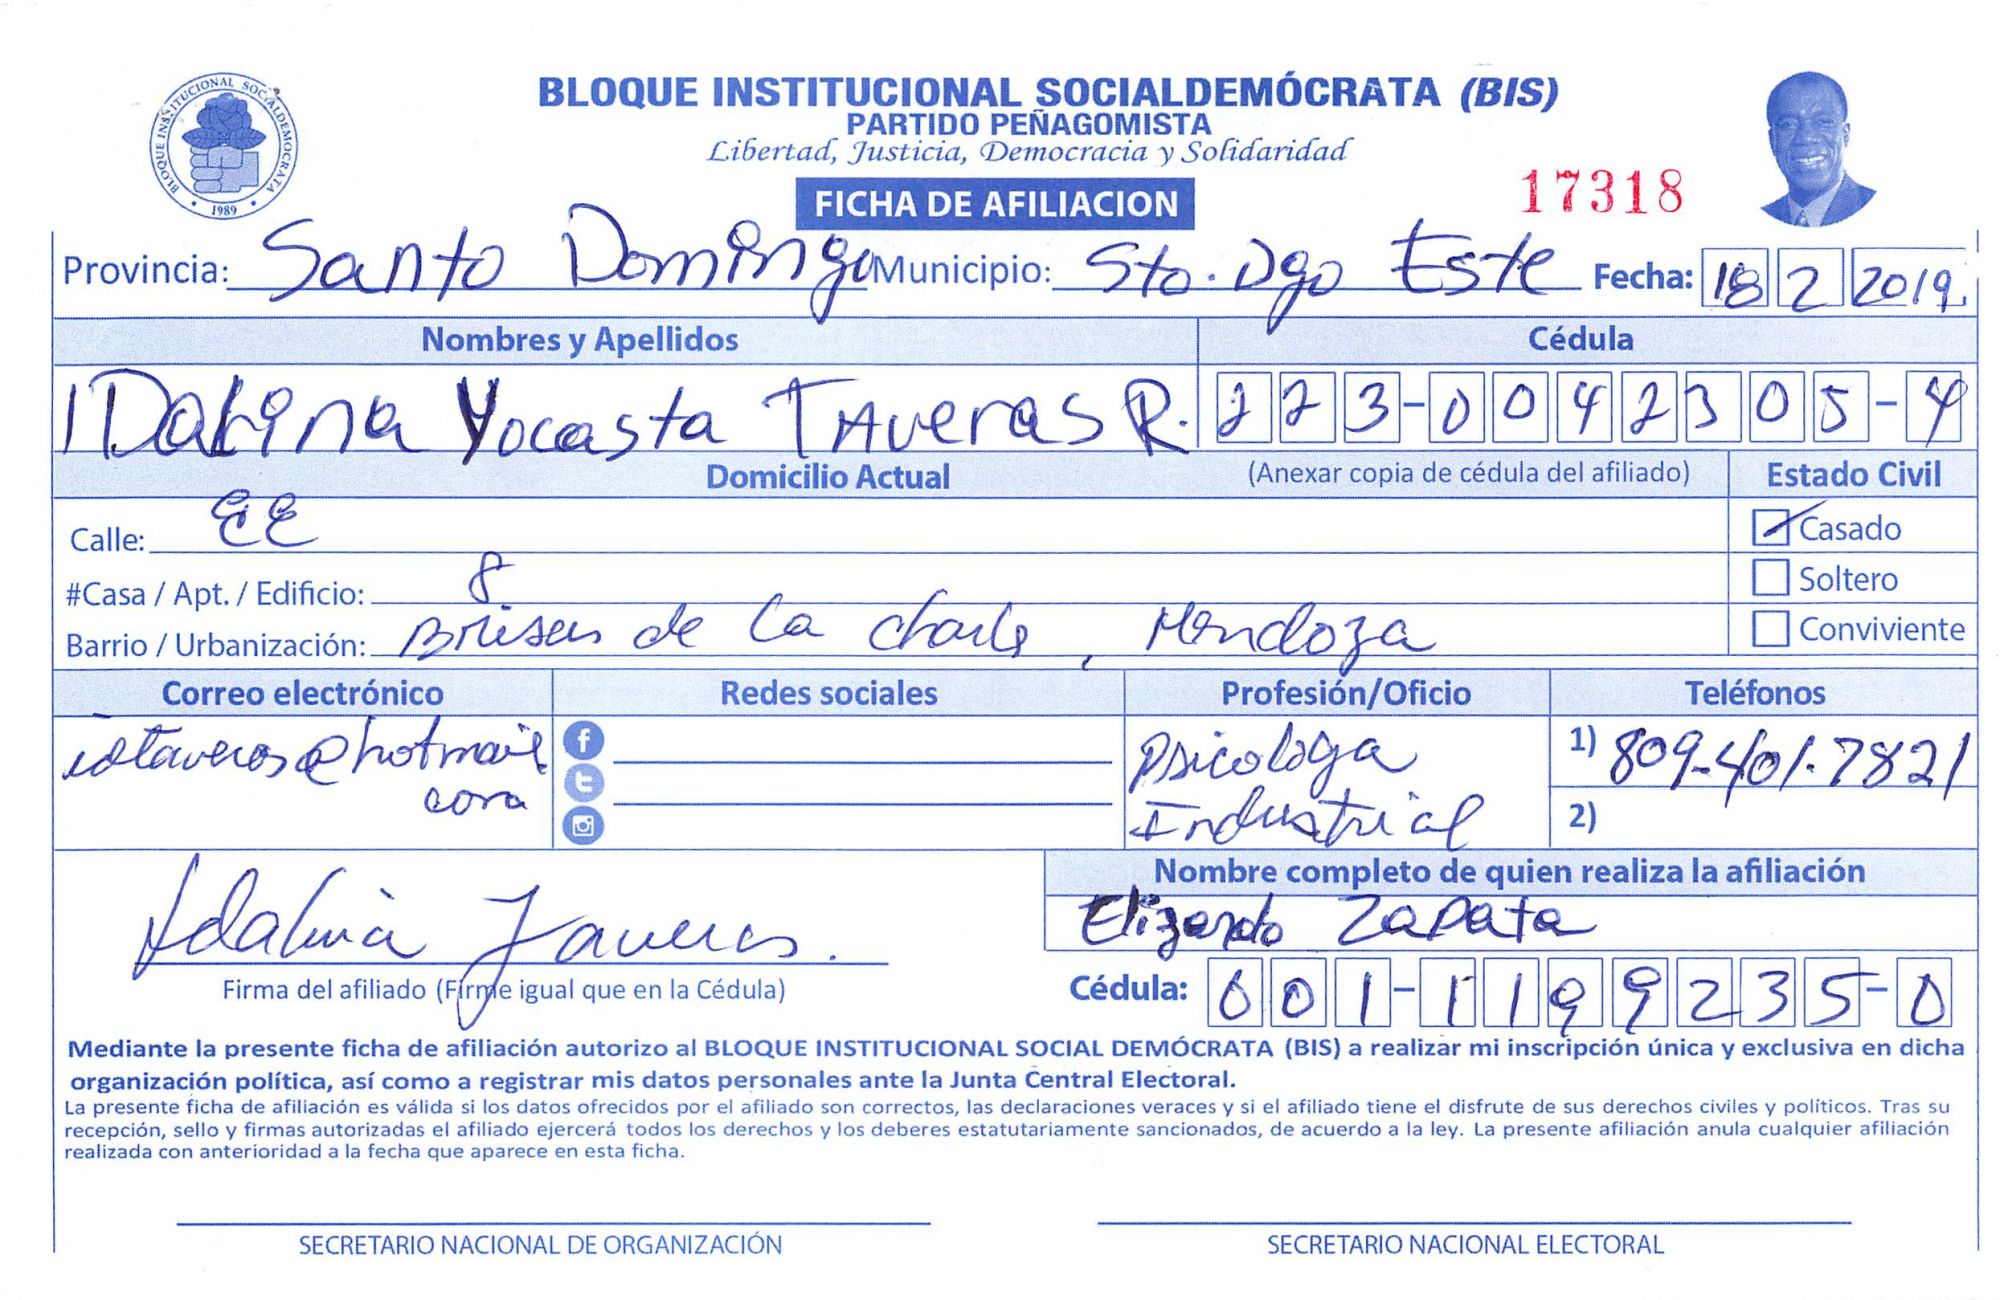 BLOQUE INSTITUCIONAL SOCIALDEMÓCRATA (BIS)
PARTIDO PEÑAGOMISTA
Libertad, Justicia, Democracia y Solidaridad
BLOQUE INSTITUCIONAL SOCIALDEMOCRATA
1989
FICHA DE AFILIACION
17318
Provincia: Santo Domingo Municipio: Sto. Dgo Este Fecha: 18 2 2019
Nombres y Apellidos Cédula
Yocasta Taveras R. 223-0042305-4
Domicilio Actual (Anexar copia de cédula del afiliado) Estado Civil
Calle: EE Casado
#Casa / Apt. / Edificio: 8 Soltero
Barrio / Urbanización: Brisas de La , Mendoza Conviviente
Correo electrónico Redes sociales Profesión/Oficio Teléfonos
idtaveras@hotmail Psicologa 1) 809-401-7821
com Industrial 2)
Nombre completo de quien realiza la afiliación
Elizardo Zapata
Taveras.
Firma del afiliado (Firme igual que en la Cédula) Cédula: 001-1199235-0
Mediante la presente ficha de afiliación autorizo al BLOQUE INSTITUCIONAL SOCIAL DEMÓCRATA (BIS) a realizar mi inscripción única y exclusiva en dicha
organización política, así como a registrar mis datos personales ante la Junta Central Electoral.
La presente ficha de afiliación es válida si los datos ofrecidos por el afiliado son correctos, las declaraciones veraces y si el afiliado tiene el disfrute de sus derechos civiles y políticos. Tras su
recepción, sello y firmas autorizadas el afiliado ejercerá todos los derechos y los deberes estatutariamente sancionados, de acuerdo a la ley. La presente afiliación anula cualquier afiliación
realizada con anterioridad a la fecha que aparece en esta ficha.
SECRETARIO NACIONAL DE ORGANIZACIÓN SECRETARIO NACIONAL ELECTORAL